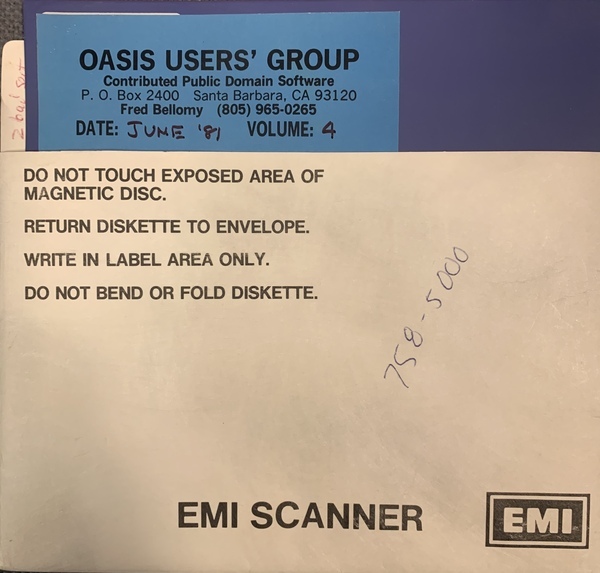 OASIS USERS' GROUP
Contributed Public Domain Software
P. O. Box 2400 Santa Barbara, CA 93120
Fred Bellomy (805) 965-0265
DATE: JUNE '81 VOLUME: 4
DO NOT TOUCH EXPOSED AREA OF
MAGNETIC DISC.
RETURN DISKETTE TO ENVELOPE.
WRITE IN LABEL AREA ONLY.
DO NOT BEND OR FOLD DISKETTE.
758-5000
EMI SCANNER
EMI